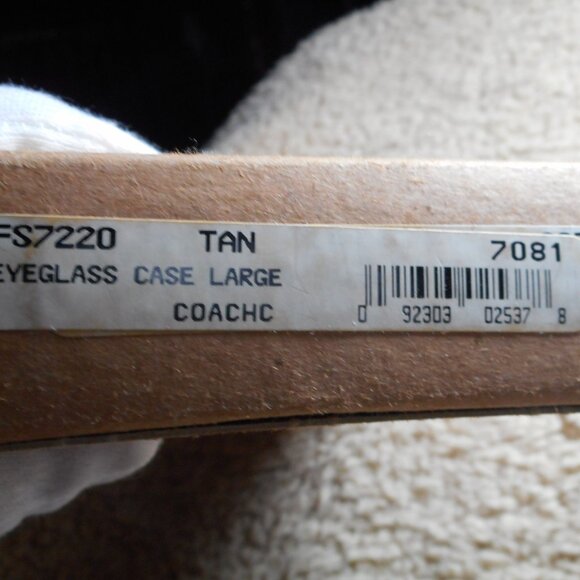 FS7220 TAN 7081
EYEGLASS CASE LARGE
COACHC
0 92303 02537 8